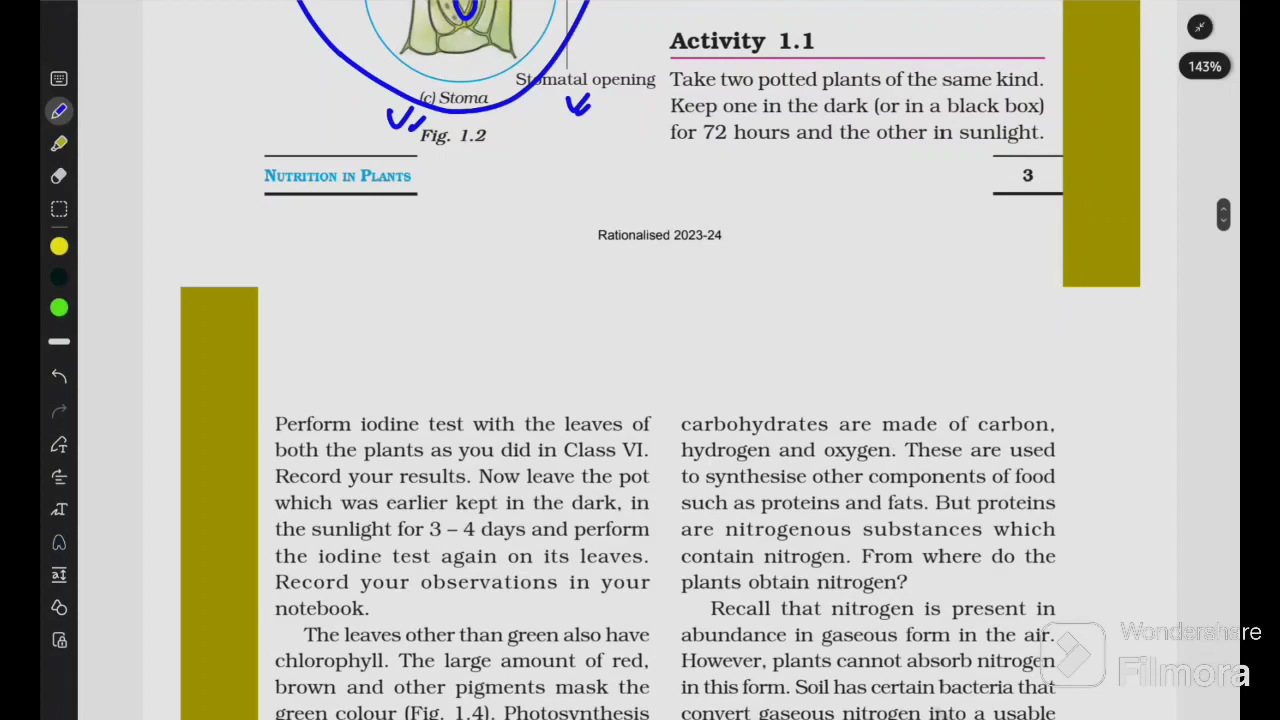 143%
Stomatal opening
(c) Stoma
Fig. 1.2
Activity 1.1
Take two potted plants of the same kind.
Keep one in the dark (or in a black box)
for 72 hours and the other in sunlight.
NUTRITION IN PLANTS
3
Rationalised 2023-24
Perform iodine test with the leaves of
both the plants as you did in Class VI.
Record your results. Now leave the pot
which was earlier kept in the dark, in
the sunlight for 3 – 4 days and perform
the iodine test again on its leaves.
Record your observations in your
notebook.
The leaves other than green also have
chlorophyll. The large amount of red,
brown and other pigments mask the
green colour (Fig. 1.4). Photosynthesis
carbohydrates are made of carbon,
hydrogen and oxygen. These are used
to synthesise other components of food
such as proteins and fats. But proteins
are nitrogenous substances which
contain nitrogen. From where do the
plants obtain nitrogen?
Recall that nitrogen is present in
abundance in gaseous form in the air.
However, plants cannot absorb nitrogen
in this form. Soil has certain bacteria that
convert gaseous nitrogen into a usable
Wondershare
Filmora